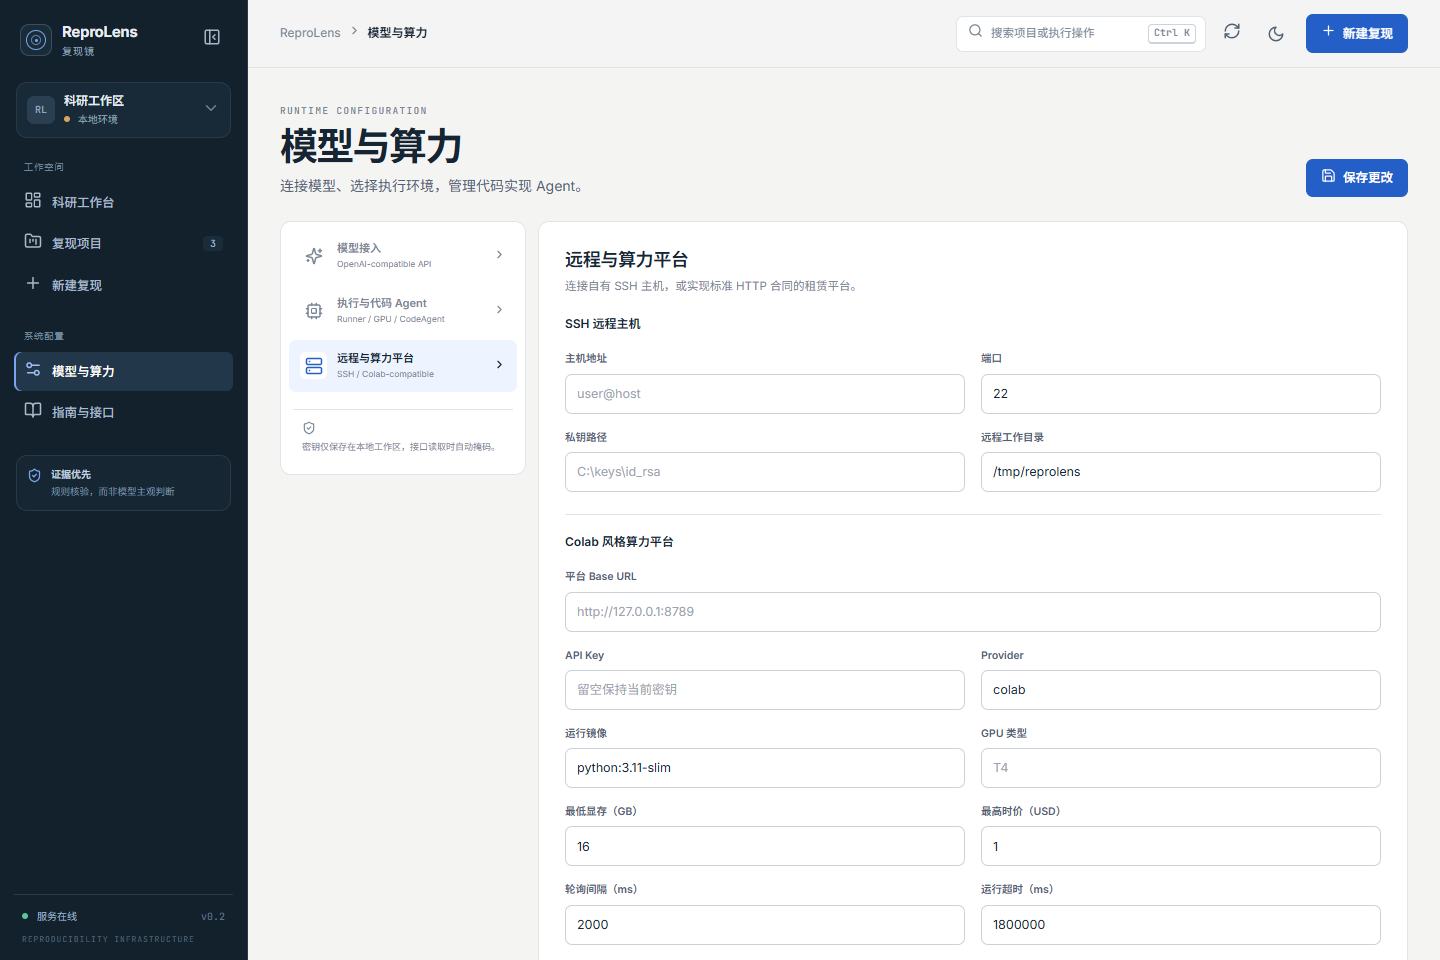 ReproLens
复现镜
RL
科研工作区
本地环境
工作空间
科研工作台
复现项目
3
新建复现
系统配置
模型与算力
指南与接口
证据优先
规则核验，而非模型主观判断
服务在线
v0.2
REPRODUCIBILITY INFRASTRUCTURE
ReproLens > 模型与算力
搜索项目或执行操作
Ctrl K
新建复现
RUNTIME CONFIGURATION
模型与算力
连接模型、选择执行环境，管理代码实现 Agent。
保存更改
模型接入
OpenAI-compatible API
执行与代码 Agent
Runner / GPU / CodeAgent
远程与算力平台
SSH / Colab-compatible
密钥仅保存在本地工作区，接口读取时自动掩码。
远程与算力平台
连接自有 SSH 主机，或实现标准 HTTP 合同的租赁平台。
SSH 远程主机
主机地址
端口
user@host
22
私钥路径
远程工作目录
C:\keys\id_rsa
/tmp/reprolens
Colab 风格算力平台
平台 Base URL
http://127.0.0.1:8789
API Key
Provider
留空保持当前密钥
colab
运行镜像
GPU 类型
python:3.11-slim
T4
最低显存（GB）
最高时价（USD）
16
1
轮询间隔（ms）
运行超时（ms）
2000
1800000